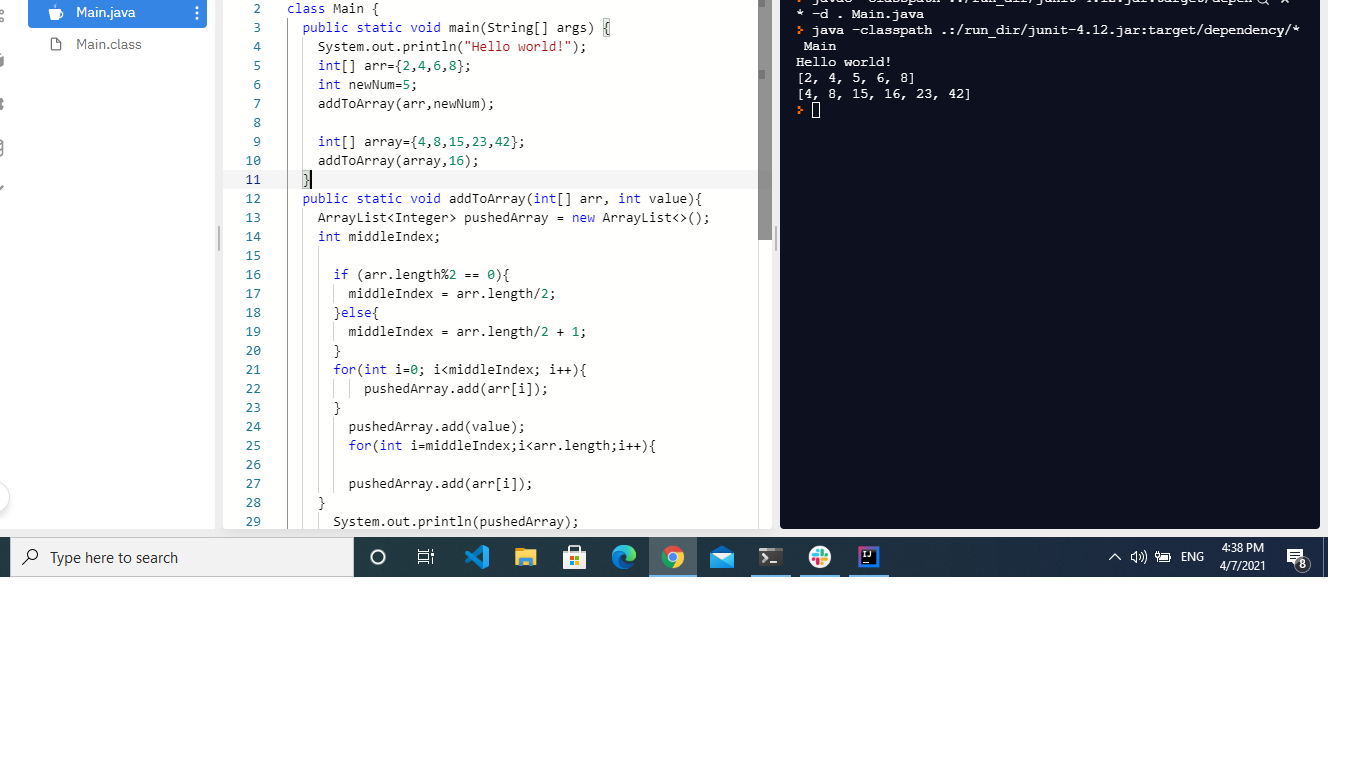 Main.java
Main.class
2 class Main {
3 public static void main(String[] args) {
4 System.out.println("Hello world!");
5 int[] arr={2,4,6,8};
6 int newNum=5;
7 addToArray(arr,newNum);
8
9 int[] array={4,8,15,23,42};
10 addToArray(array,16);
11 }
12 public static void addToArray(int[] arr, int value){
13 ArrayList<Integer> pushedArray = new ArrayList<>();
14 int middleIndex;
15
16 if (arr.length%2 == 0){
17 middleIndex = arr.length/2;
18 }else{
19 middleIndex = arr.length/2 + 1;
20 }
21 for(int i=0; i<middleIndex; i++){
22 pushedArray.add(arr[i]);
23 }
24 pushedArray.add(value);
25 for(int i=middleIndex;i<arr.length;i++){
26
27 pushedArray.add(arr[i]);
28 }
29 System.out.println(pushedArray);
* -d . Main.java
java -classpath .:/run_dir/junit-4.12.jar:target/dependency/*
Main
Hello world!
[2, 4, 5, 6, 8]
[4, 8, 15, 16, 23, 42]
Type here to search
ENG
4:38 PM
4/7/2021
8